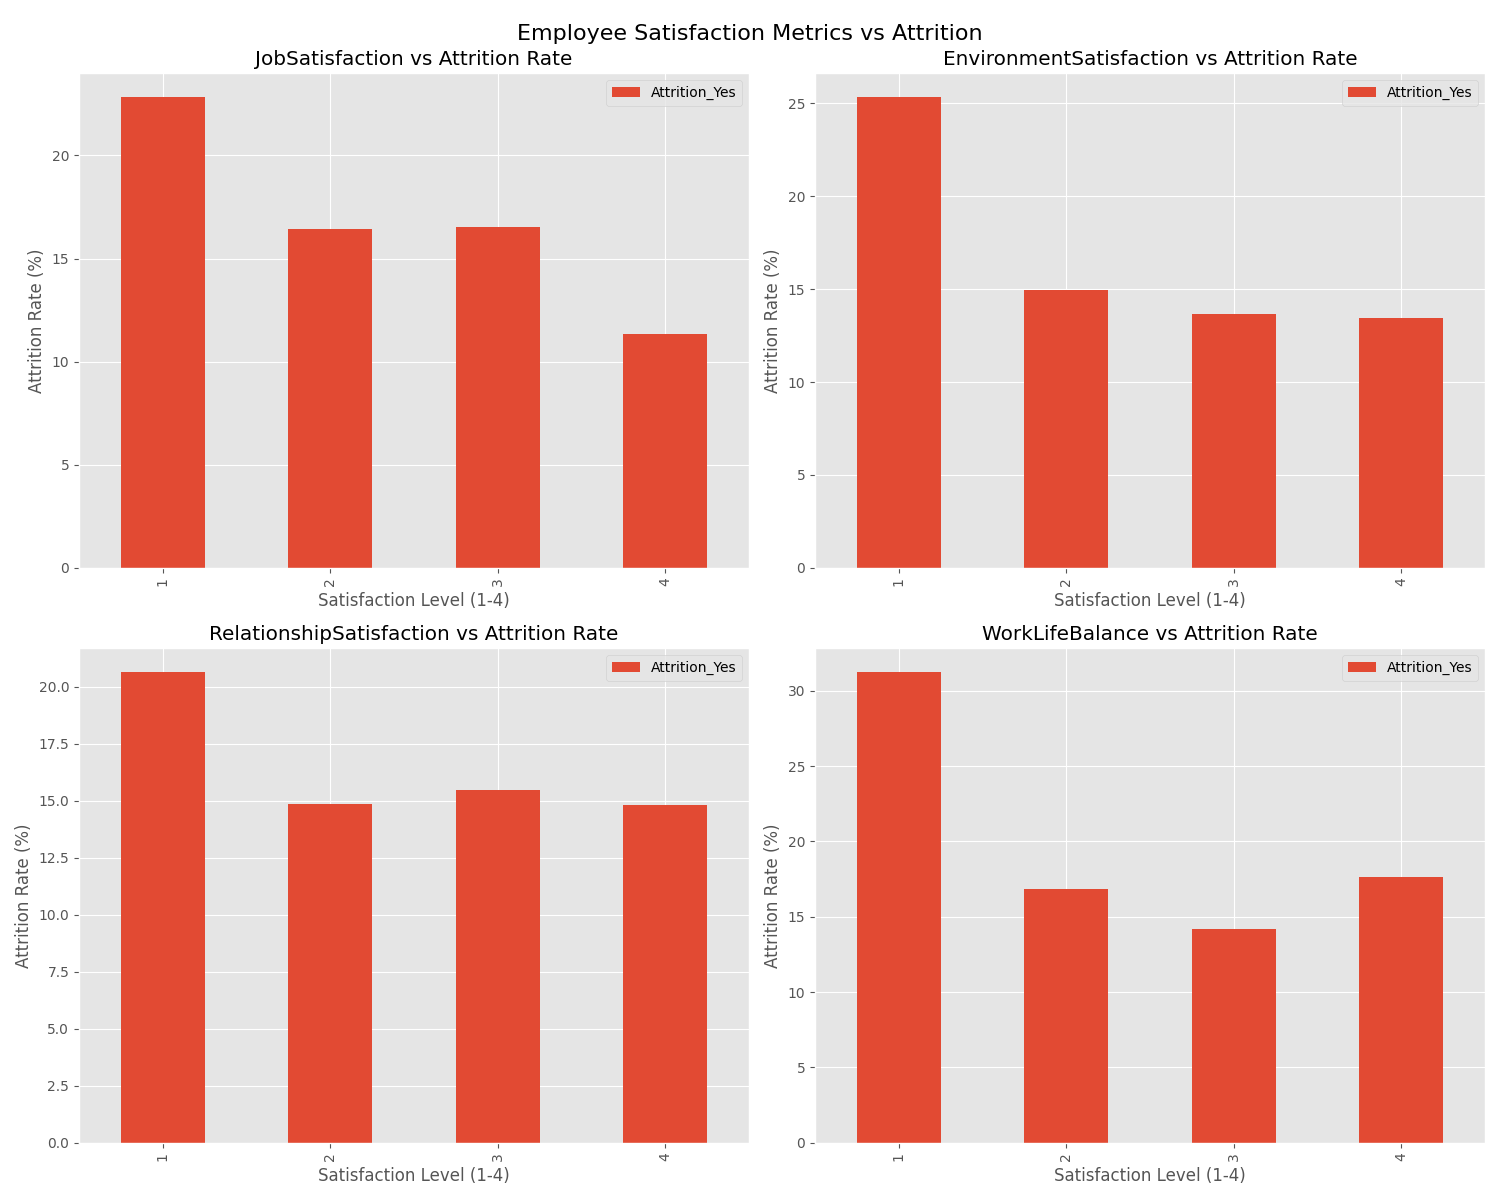 Employee Satisfaction Metrics vs Attrition
JobSatisfaction vs Attrition Rate
Attrition_Yes
Attrition Rate (%)
20
15
10
5
0
1 2 3 4
Satisfaction Level (1-4)
EnvironmentSatisfaction vs Attrition Rate
Attrition_Yes
Attrition Rate (%)
25
20
15
10
5
0
1 2 3 4
Satisfaction Level (1-4)
RelationshipSatisfaction vs Attrition Rate
Attrition_Yes
Attrition Rate (%)
20.0
17.5
15.0
12.5
10.0
7.5
5.0
2.5
0.0
1 2 3 4
Satisfaction Level (1-4)
WorkLifeBalance vs Attrition Rate
Attrition_Yes
Attrition Rate (%)
30
25
20
15
10
5
0
1 2 3 4
Satisfaction Level (1-4)